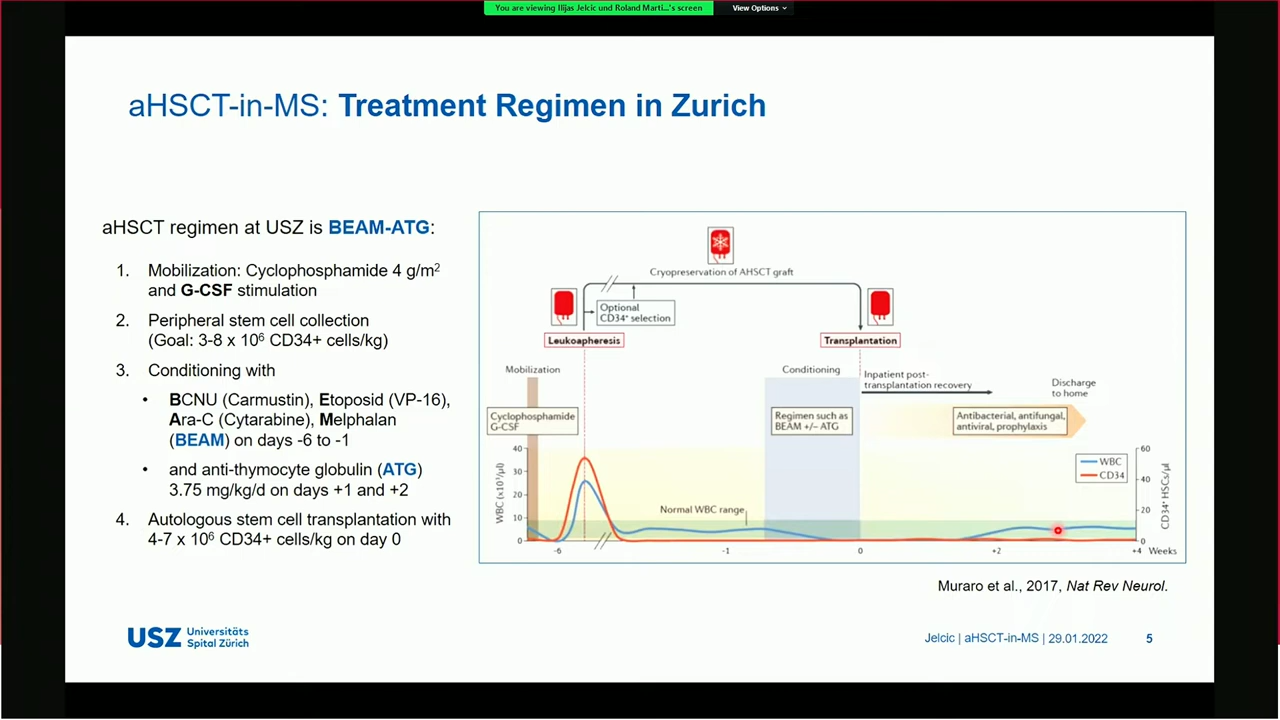 You are viewing Ilijas Jelcic und Roland Marti...'s screen
View Options
aHSCT-in-MS: Treatment Regimen in Zurich
aHSCT regimen at USZ is BEAM-ATG:
1. Mobilization: Cyclophosphamide 4 g/m²
and G-CSF stimulation
2. Peripheral stem cell collection
(Goal: 3-8 x 10⁶ CD34+ cells/kg)
3. Conditioning with
• BCNU (Carmustin), Etoposid (VP-16),
Ara-C (Cytarabine), Melphalan
(BEAM) on days -6 to -1
• and anti-thymocyte globulin (ATG)
3.75 mg/kg/d on days +1 and +2
4. Autologous stem cell transplantation with
4-7 x 10⁶ CD34+ cells/kg on day 0
Cryopreservation of AHSCT graft
Optional
CD34⁺ selection
Leukoapheresis
Transplantation
Mobilization
Conditioning
Inpatient post-
transplantation recovery
Discharge
to home
Cyclophosphamide
G-CSF
Regimen such as
BEAM +/− ATG
Antibacterial, antifungal,
antiviral, prophylaxis
WBC (x10³/µl)
40
30
20
10
0
Normal WBC range
WBC
CD34
60
40
20
0
CD34⁺ HSCs/µl
-6
-1
0
+2
+4
Weeks
Muraro et al., 2017, Nat Rev Neurol.
USZ Universitäts
Spital Zürich
Jelcic | aHSCT-in-MS | 29.01.2022
5